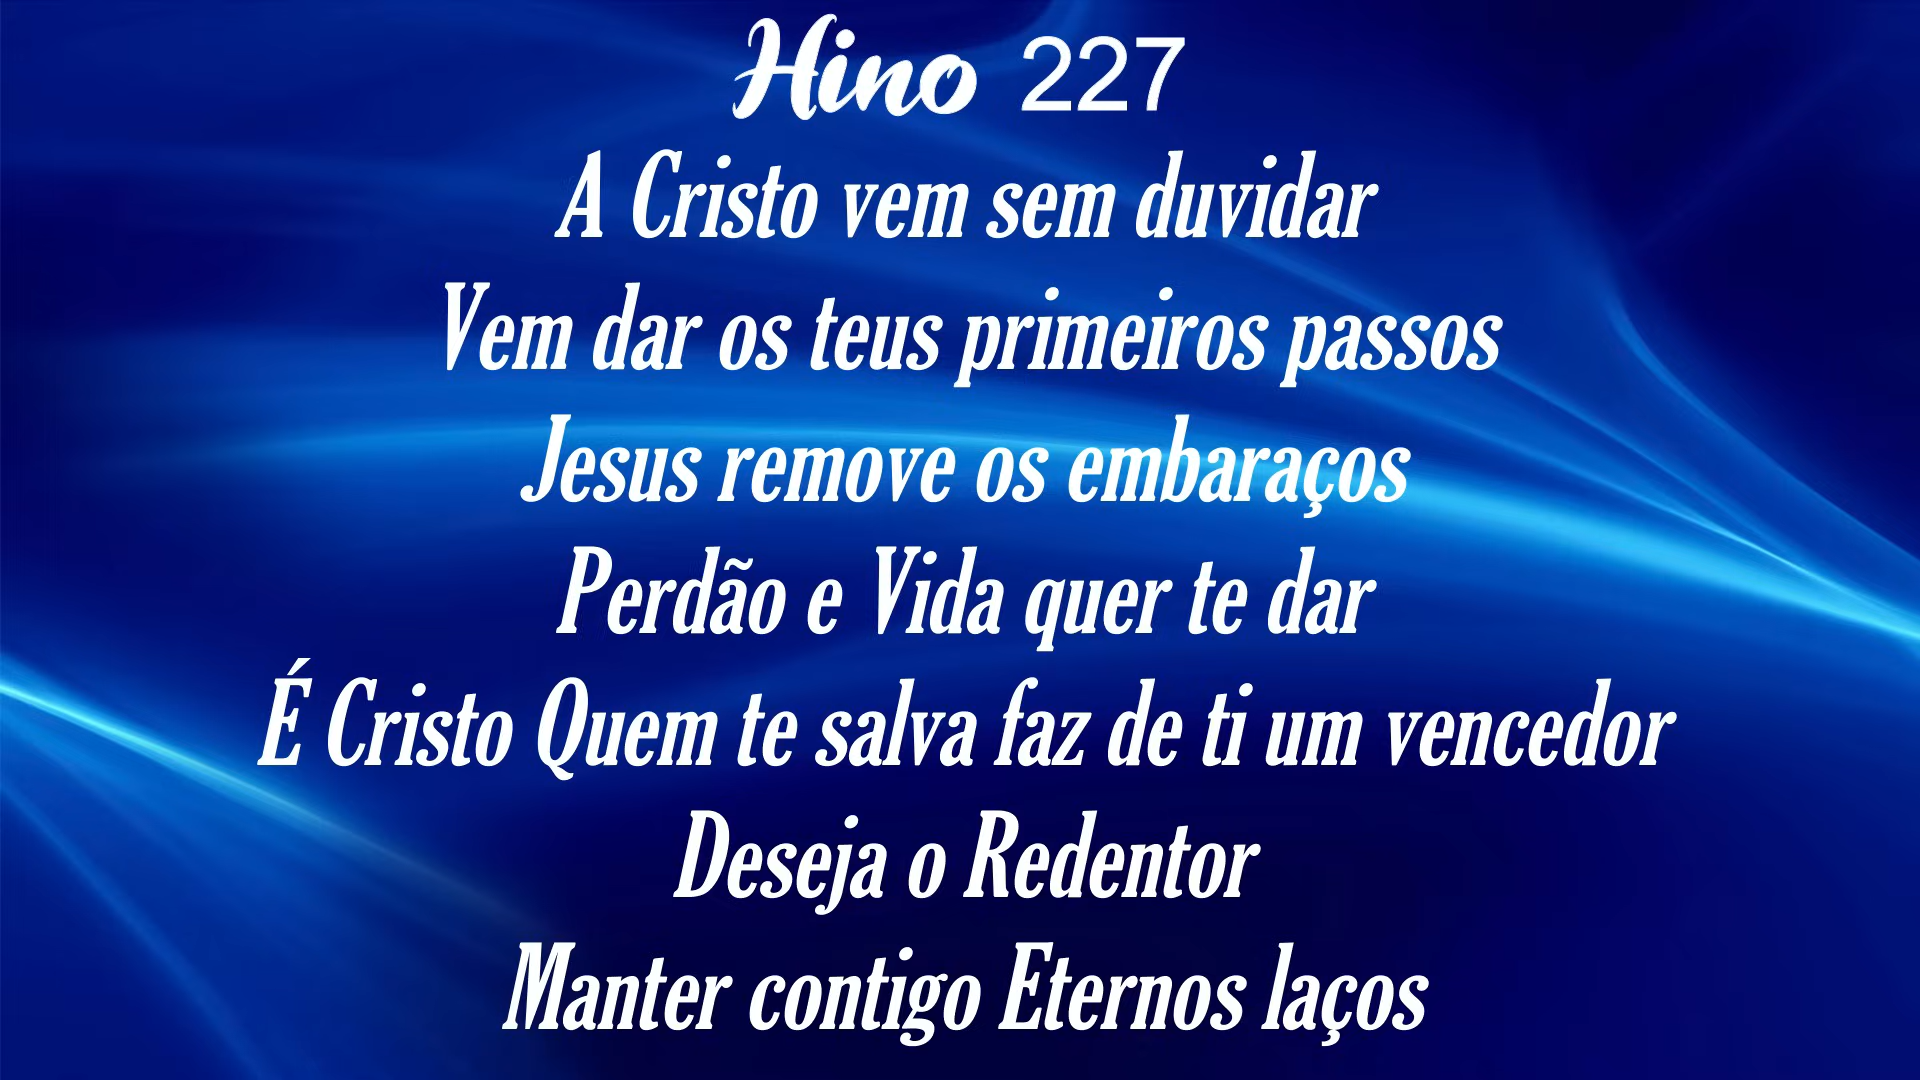 Hino 227
A Cristo vem sem duvidar
Vem dar os teus primeiros passos
Jesus remove os embaraços
Perdão e Vida quer te dar
É Cristo Quem te salva faz de ti um vencedor
Deseja o Redentor
Manter contigo Eternos laços